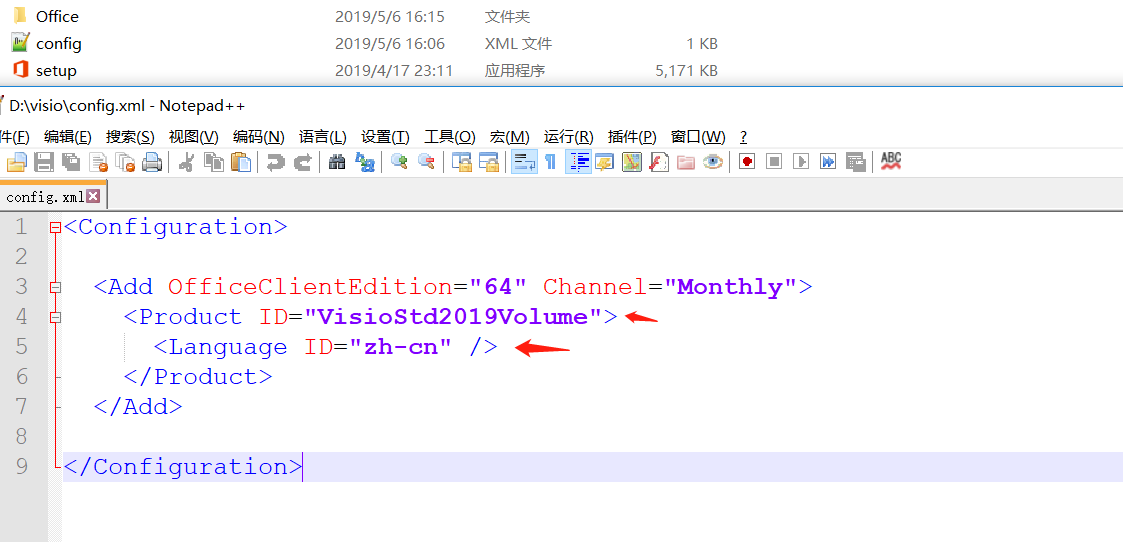 Office 2019/5/6 16:15 文件夹
config 2019/5/6 16:06 XML 文件 1 KB
setup 2019/4/17 23:11 应用程序 5,171 KB
D:\visio\config.xml - Notepad++
件(F) 编辑(E) 搜索(S) 视图(V) 编码(N) 语言(L) 设置(T) 工具(O) 宏(M) 运行(R) 插件(P) 窗口(W) ?
ABC
config.xml
1 <Configuration>
2
3 <Add OfficeClientEdition="64" Channel="Monthly">
4 <Product ID="VisioStd2019Volume">
5 <Language ID="zh-cn" />
6 </Product>
7 </Add>
8
9 </Configuration>